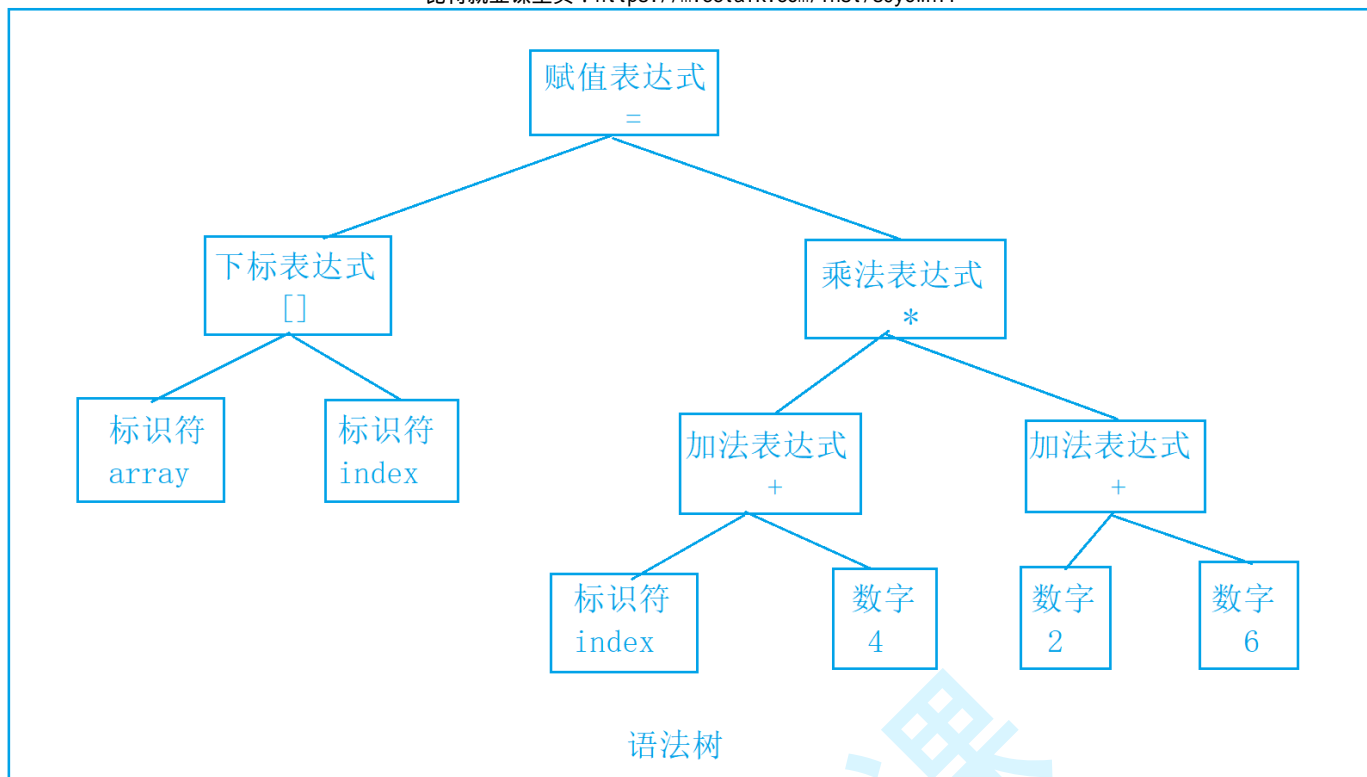 赋值表达式
=
下标表达式
[]
乘法表达式
*
标识符
array
标识符
index
加法表达式
+
加法表达式
+
标识符
index
数字
4
数字
2
数字
6
语法树